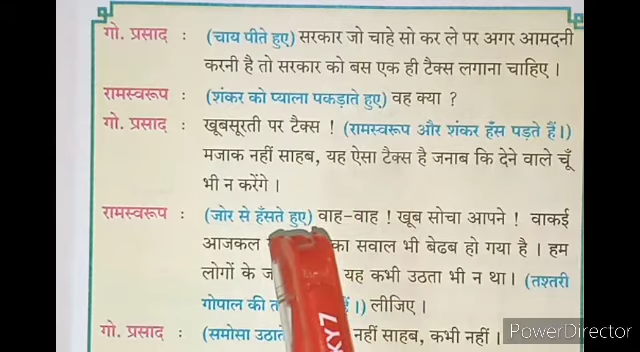 गो. प्रसाद : (चाय पीते हुए) सरकार जो चाहे सो कर ले पर अगर आमदनी
करनी है तो सरकार को बस एक ही टैक्स लगाना चाहिए ।
रामस्वरूप : (शंकर को प्याला पकड़ाते हुए) वह क्या ?
गो. प्रसाद : खूबसूरती पर टैक्स ! (रामस्वरूप और शंकर हँस पड़ते हैं।)
मजाक नहीं साहब, यह ऐसा टैक्स है जनाब कि देने वाले चूँ
भी न करेंगे ।
रामस्वरूप : (जोर से हँसते हुए) वाह-वाह ! खूब सोचा आपने ! वाकई
आजकल का सवाल भी बेढब हो गया है । हम
लोगों के यह कभी उठता भी न था । (तश्तरी
गोपाल की लीजिए ।
गो. प्रसाद : (समोसा नहीं साहब, कभी नहीं ।
PowerDirector